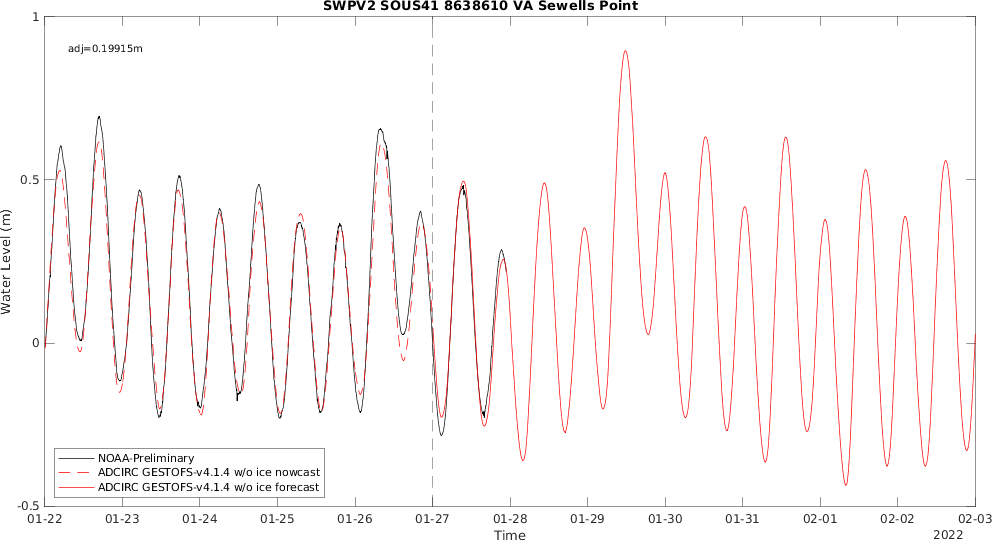 SWPV2 SOUS41 8638610 VA Sewells Point
adj=0.19915m
1
0.5
0
-0.5
Water Level (m)
NOAA-Preliminary
ADCIRC GESTOFS-v4.1.4 w/o ice nowcast
ADCIRC GESTOFS-v4.1.4 w/o ice forecast
01-22 01-23 01-24 01-25 01-26 01-27 01-28 01-29 01-30 01-31 02-01 02-02 02-03
Time
2022